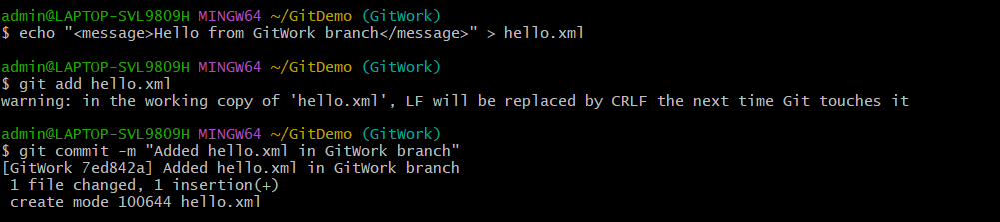 admin@LAPTOP-SVL9809H MINGW64 ~/GitDemo (GitWork)
$ echo "<message>Hello from GitWork branch</message>" > hello.xml
admin@LAPTOP-SVL9809H MINGW64 ~/GitDemo (GitWork)
$ git add hello.xml
warning: in the working copy of 'hello.xml', LF will be replaced by CRLF the next time Git touches it
admin@LAPTOP-SVL9809H MINGW64 ~/GitDemo (GitWork)
$ git commit -m "Added hello.xml in GitWork branch"
[GitWork 7ed842a] Added hello.xml in GitWork branch
 1 file changed, 1 insertion(+)
 create mode 100644 hello.xml